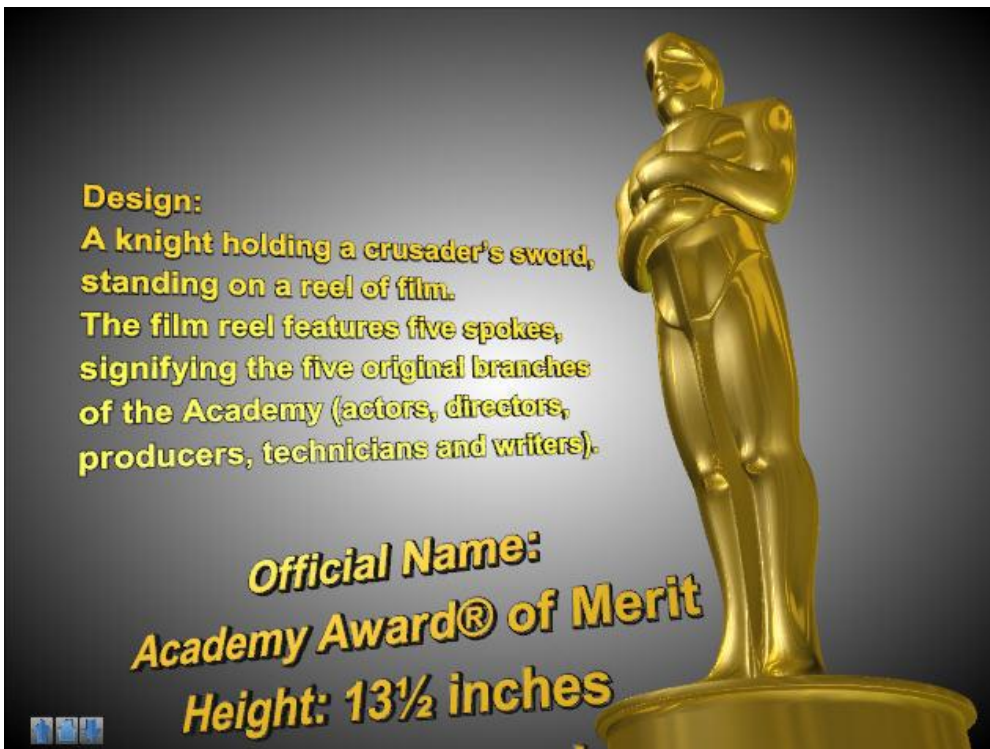 Design:
A knight holding a crusader's sword,
standing on a reel of film.
The film reel features five spokes,
signifying the five original branches
of the Academy (actors, directors,
producers, technicians and writers).
Official Name:
Academy Award® of Merit
Height: 13½ inches